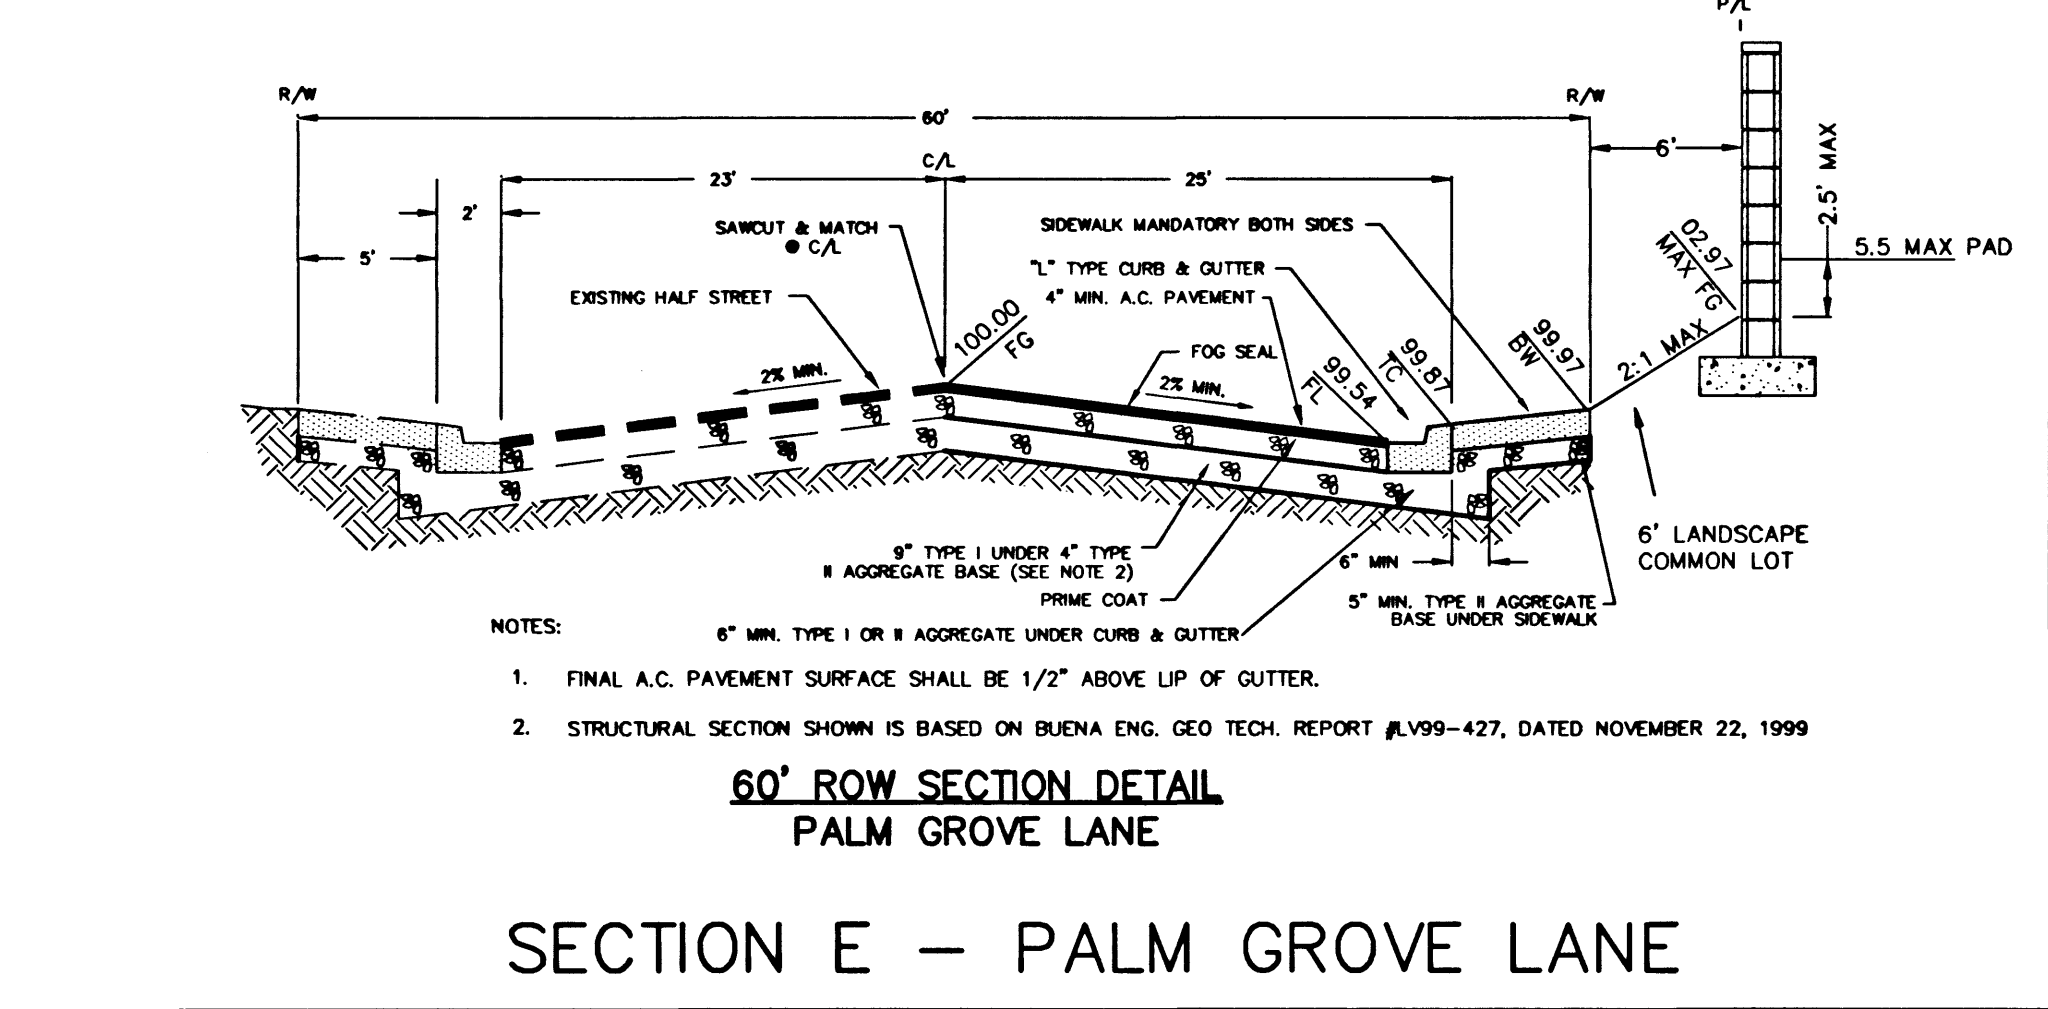 P/L
R/W
R/W
60'
6'
C/L
23'
25'
2'
2.5' MAX
SAWCUT & MATCH
● C/L
SIDEWALK MANDATORY BOTH SIDES
5'
02.97
MAX FG
5.5 MAX PAD
"L" TYPE CURB & GUTTER
EXISTING HALF STREET
4" MIN. A.C. PAVEMENT
100.00
FG
FOG SEAL
99.54
FL
99.87
TC
99.97
BW
2:1 MAX
2% MIN.
2% MIN.
6' LANDSCAPE
COMMON LOT
9" TYPE I UNDER 4" TYPE
II AGGREGATE BASE (SEE NOTE 2)
6" MIN
PRIME COAT
5" MIN. TYPE II AGGREGATE
BASE UNDER SIDEWALK
NOTES:
6" MIN. TYPE I OR II AGGREGATE UNDER CURB & GUTTER
1. FINAL A.C. PAVEMENT SURFACE SHALL BE 1/2" ABOVE LIP OF GUTTER.
2. STRUCTURAL SECTION SHOWN IS BASED ON BUENA ENG. GEO TECH. REPORT #LV99-427, DATED NOVEMBER 22, 1999
60' ROW SECTION DETAIL
PALM GROVE LANE
SECTION E - PALM GROVE LANE